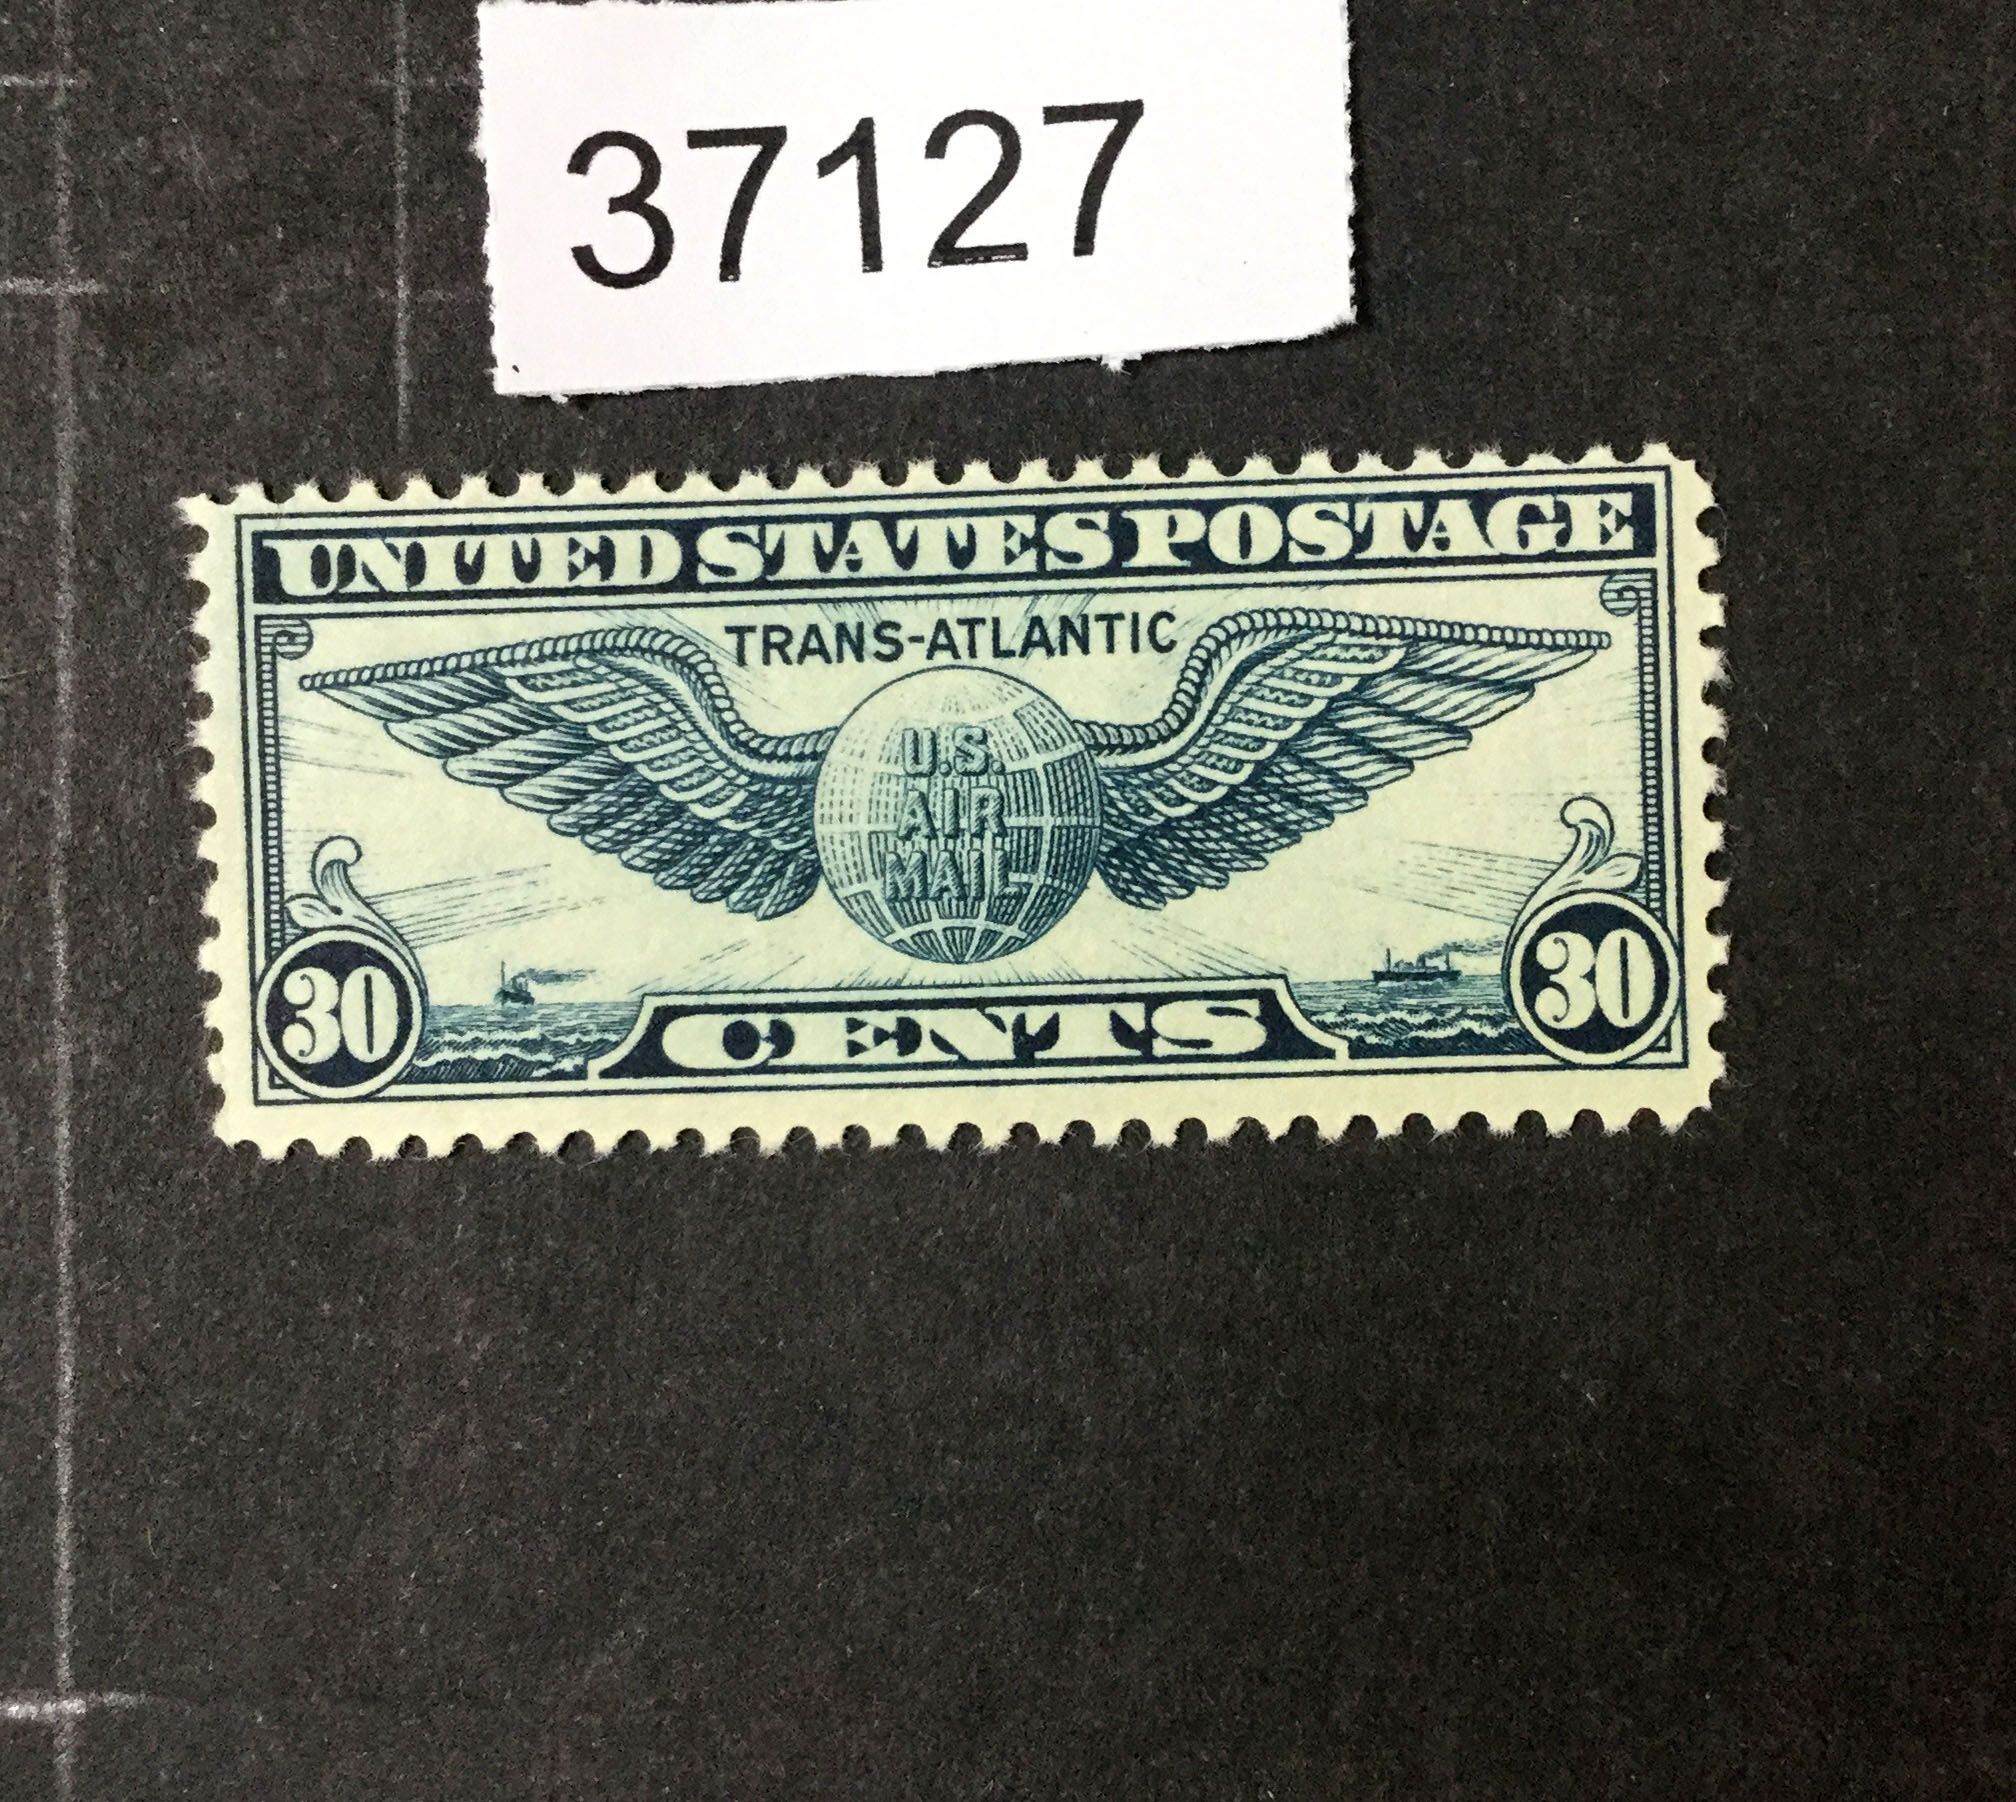 37127
UNITED STATES POSTAGE
TRANS-ATLANTIC
U.S.
AIR
MAIL
30
CENTS
30